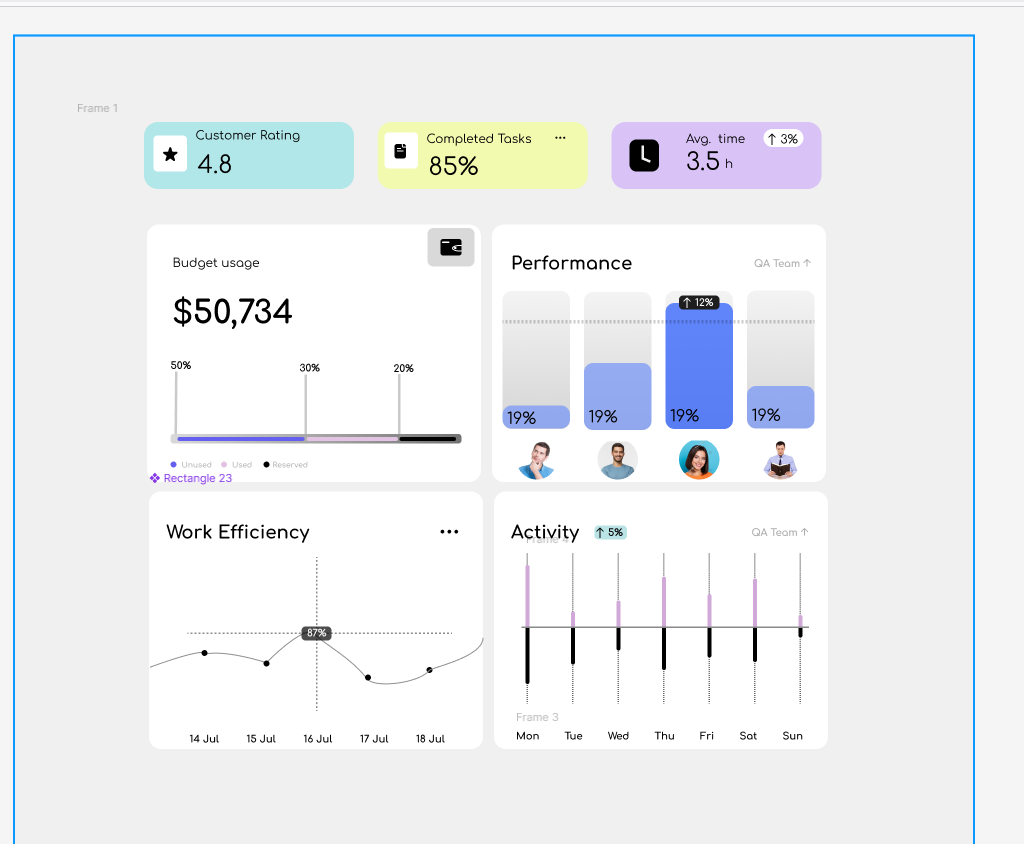 Frame 1
Customer Rating
4.8
Completed Tasks
85%
Avg. time
↑ 3%
3.5 h
Budget usage
$50,734
50%
30%
20%
Unused
Used
Reserved
Rectangle 23
Performance
QA Team ↑
↑ 12%
19%
19%
19%
19%
Work Efficiency
87%
14 Jul
15 Jul
16 Jul
17 Jul
18 Jul
Activity
↑ 5%
QA Team ↑
Frame 3
Mon
Tue
Wed
Thu
Fri
Sat
Sun